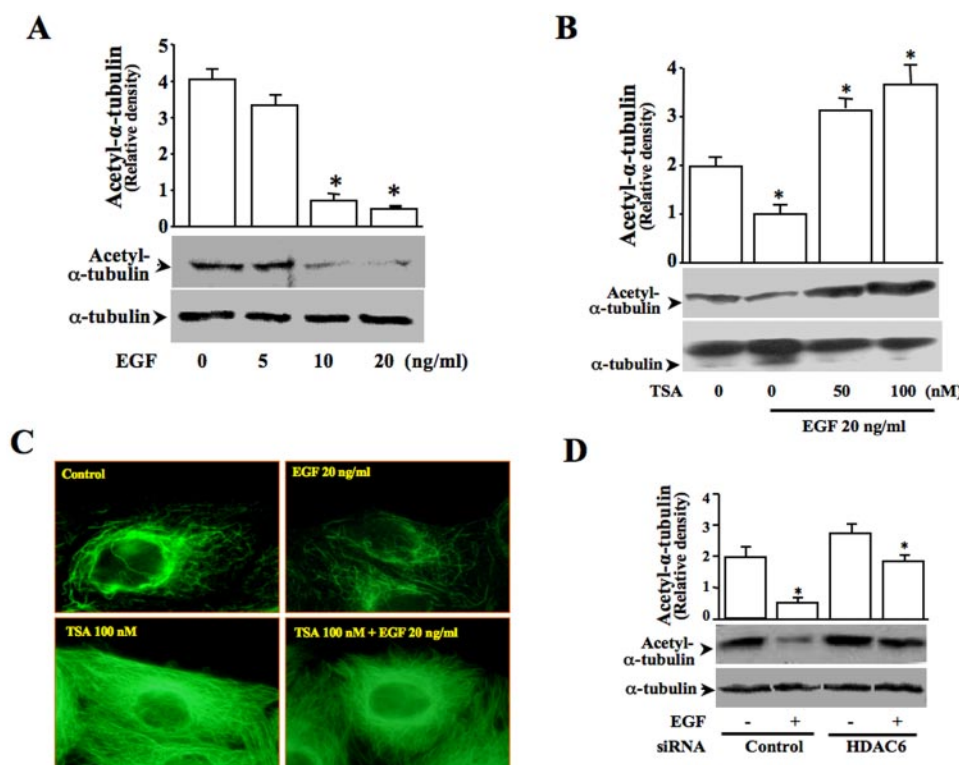 A
Acetyl-α-tubulin
(Relative density)
5
4
3
2
1
0
*
*
Acetyl-
α-tubulin
α-tubulin
EGF
0 5 10 20 (ng/ml)
B
Acetyl-α-tubulin
(Relative density)
4
3
2
1
0
*
*
*
Acetyl-
α-tubulin
α-tubulin
TSA 0 0 50 100 (nM)
EGF 20 ng/ml
C
Control
EGF 20 ng/ml
TSA 100 nM
TSA 100 nM + EGF 20 ng/ml
D
Acetyl-α-tubulin
(Relative density)
4
3
2
1
0
*
*
Acetyl-
α-tubulin
α-tubulin
EGF - + - +
siRNA Control HDAC6